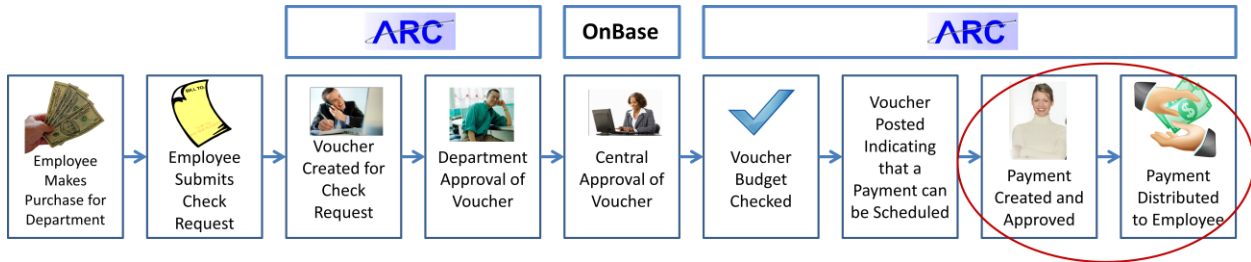 ARC
OnBase
ARC
Employee
Makes
Purchase for
Department
BILL TO:
Employee
Submits
Check
Request
Voucher
Created for
Check
Request
Department
Approval of
Voucher
Central
Approval of
Voucher
Voucher
Budget
Checked
Voucher
Posted
Indicating
that a
Payment can
be Scheduled
Payment
Created and
Approved
Payment
Distributed
to Employee